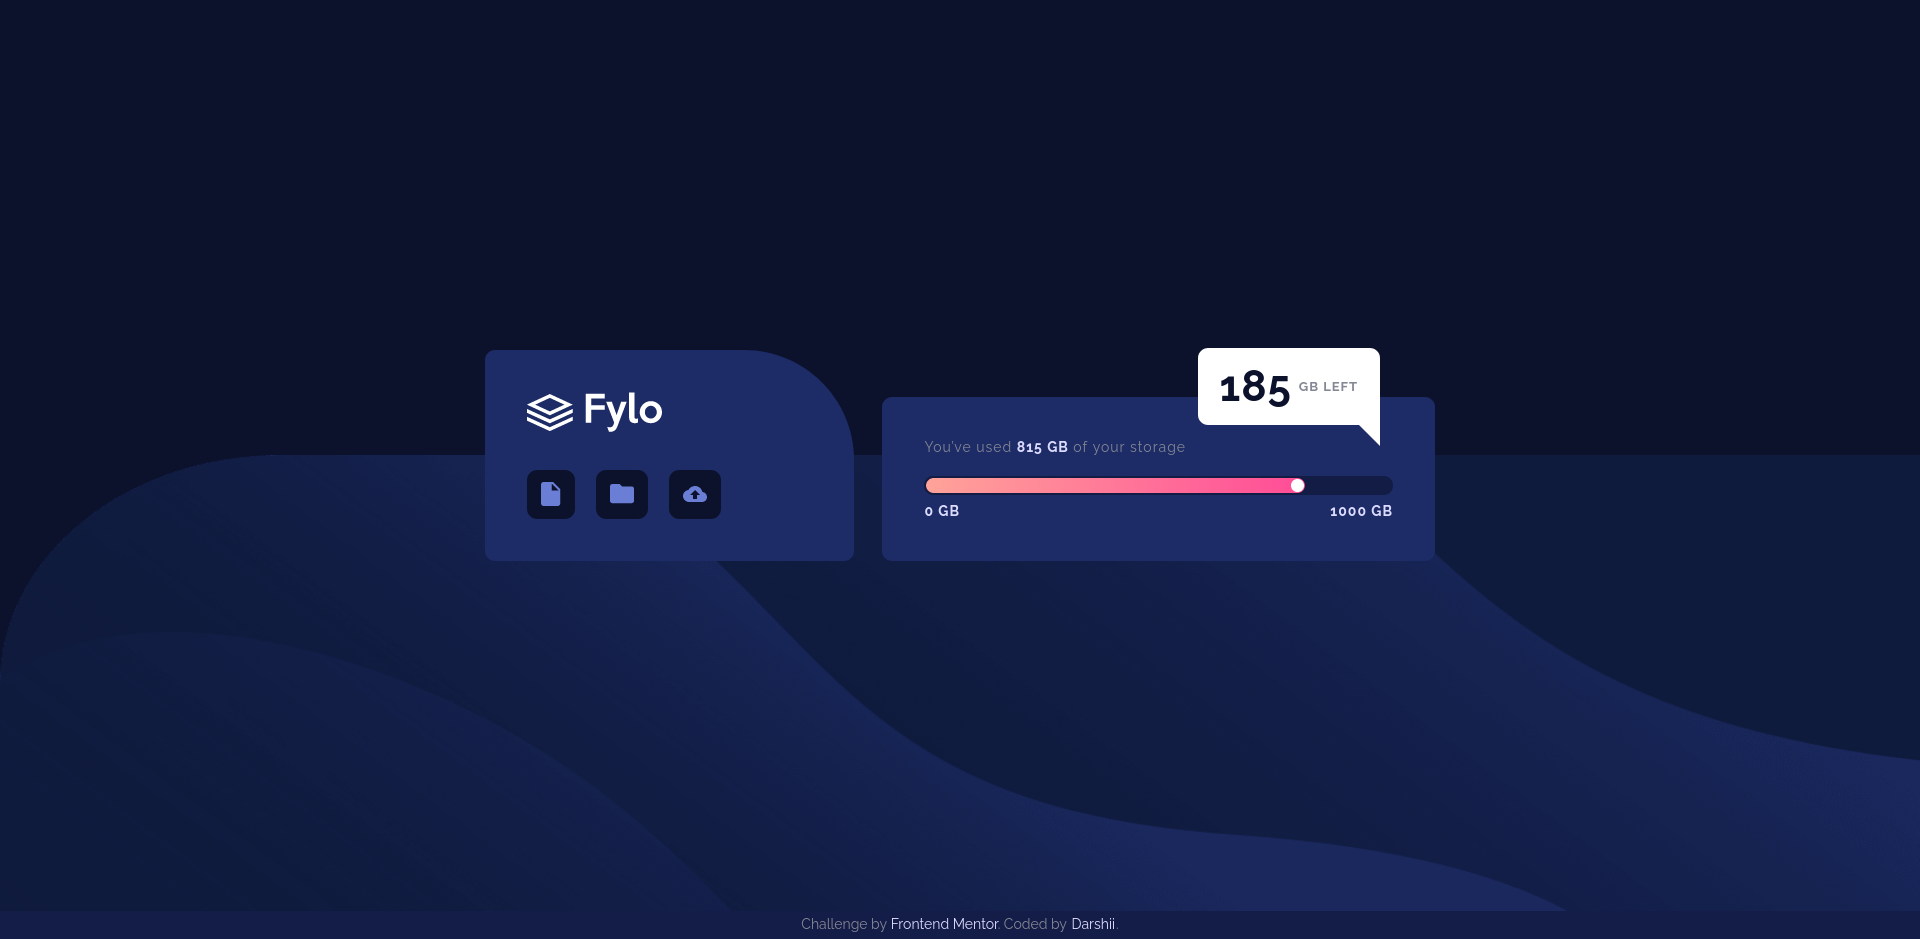 Fylo
185 GB LEFT
You've used 815 GB of your storage
0 GB 1000 GB
Challenge by Frontend Mentor. Coded by Darshii.